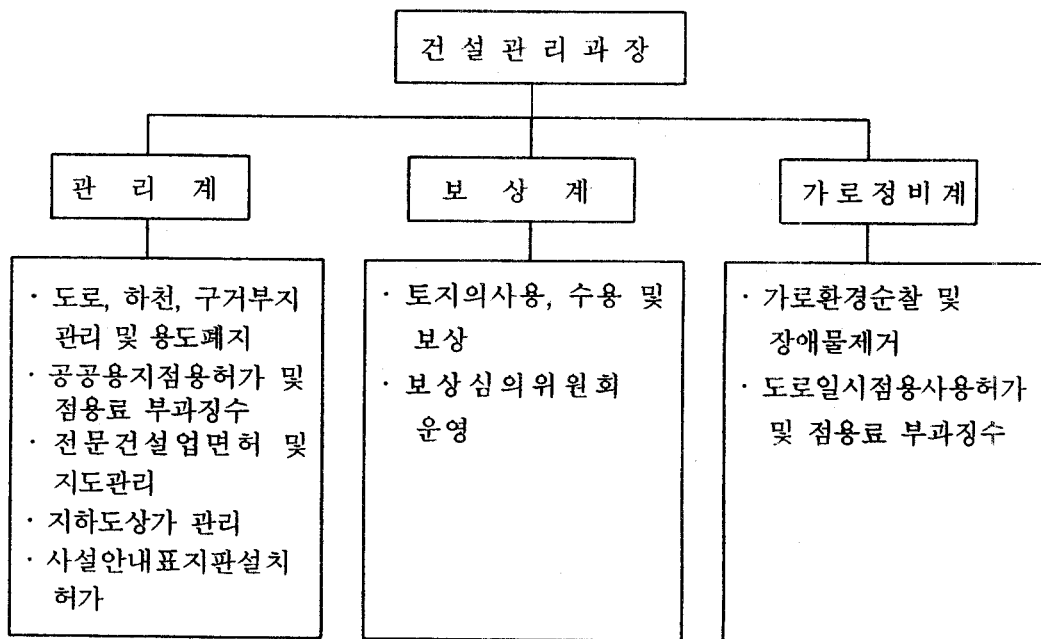 건설관리과장
관리계
· 도로, 하천, 구거부지
관리 및 용도폐지
· 공공용지점용허가 및
점용료 부과징수
· 전문건설업면허 및
지도관리
· 지하도상가 관리
· 사설안내표지판설치
허가
보상계
· 토지의사용, 수용 및
보상
· 보상심의위원회
운영
가로정비계
· 가로환경순찰 및
장애물제거
· 도로일시점용사용허가
및 점용료 부과징수